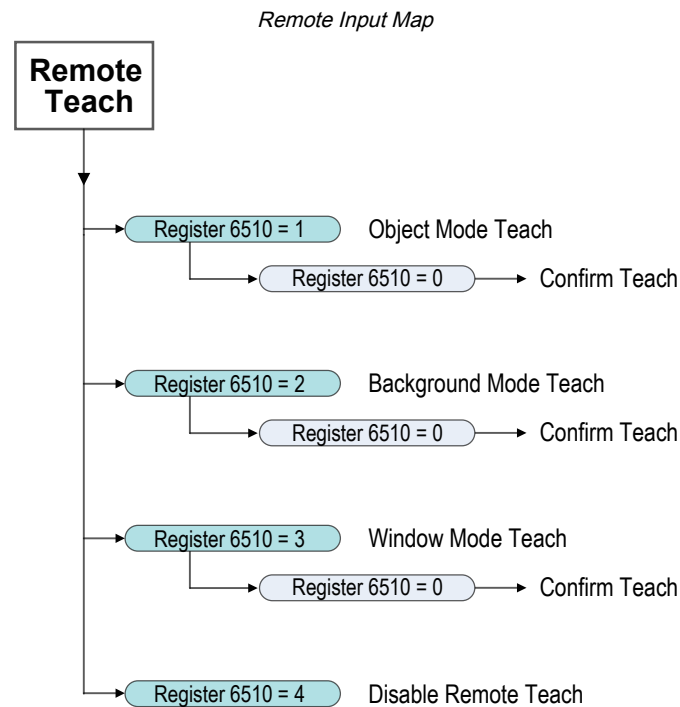 Remote Input Map
Remote
Teach
Register 6510 = 1 Object Mode Teach
Register 6510 = 0 Confirm Teach
Register 6510 = 2 Background Mode Teach
Register 6510 = 0 Confirm Teach
Register 6510 = 3 Window Mode Teach
Register 6510 = 0 Confirm Teach
Register 6510 = 4 Disable Remote Teach